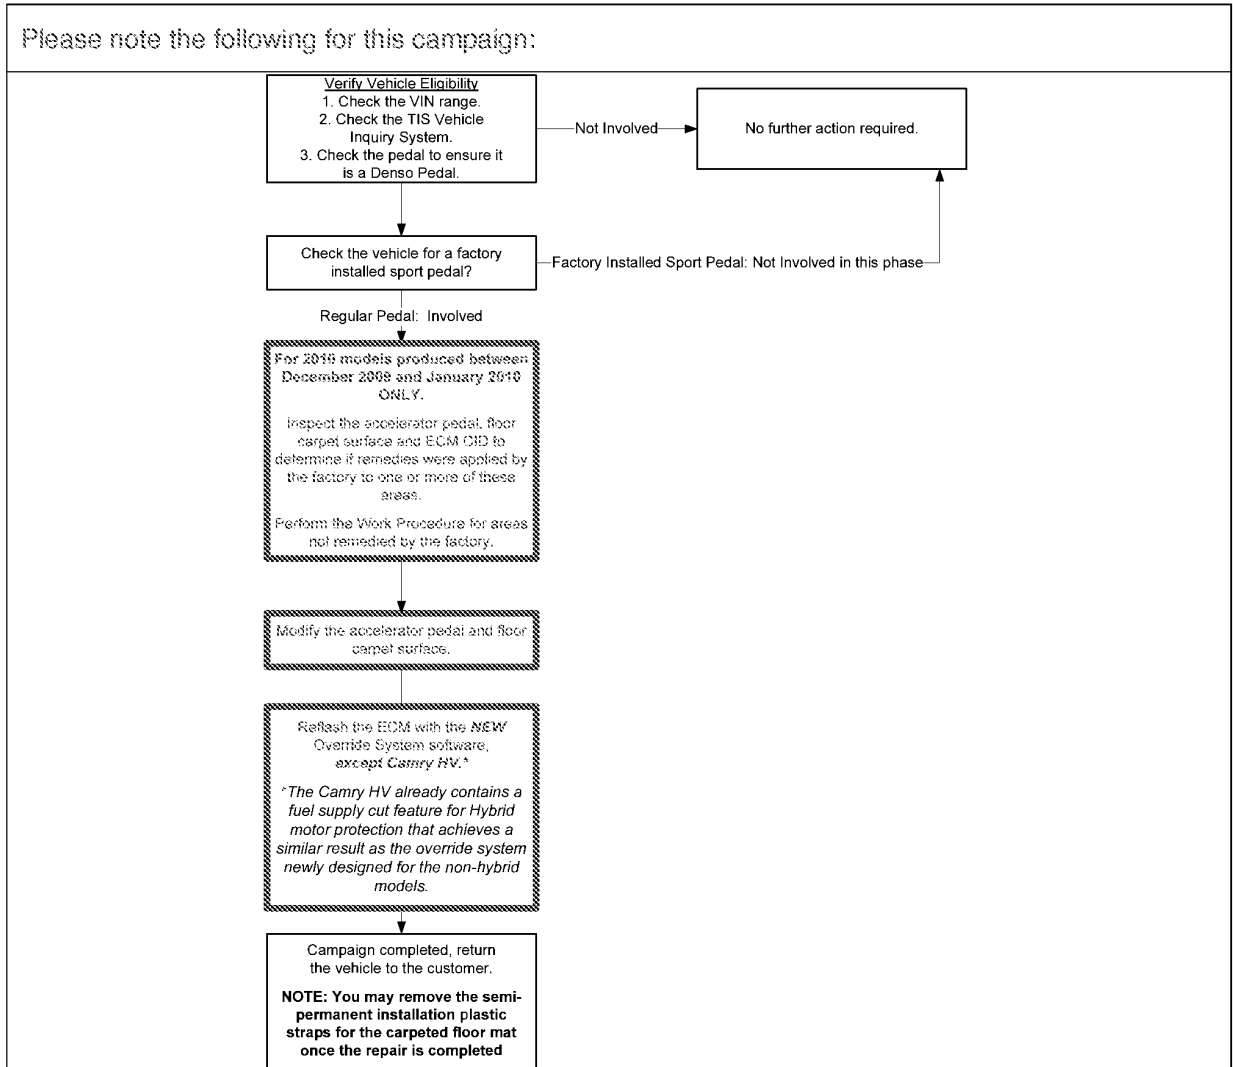 Please note the following for this campaign:
Verify Vehicle Eligibility
1. Check the VIN range.
2. Check the TIS Vehicle
Inquiry System.
3. Check the pedal to ensure it
is a Denso Pedal.
Not Involved
No further action required.
Check the vehicle for a factory
installed sport pedal?
Factory Installed Sport Pedal: Not Involved in this phase
Regular Pedal: Involved
For 2010 models produced between
December 2009 and January 2010
ONLY.
Inspect the accelerator pedal, floor
carpet surface and ECM CID to
determine if remedies were applied by
the factory to one or more of these
areas.
Perform the Work Procedure for areas
not remedied by the factory.
Modify the accelerator pedal and floor
carpet surface.
Reflash the ECM with the NEW
Override System software,
except Camry HV.*
*The Camry HV already contains a
fuel supply cut feature for Hybrid
motor protection that achieves a
similar result as the override system
newly designed for the non-hybrid
models.
Campaign completed, return
the vehicle to the customer.
NOTE: You may remove the semi-
permanent installation plastic
straps for the carpeted floor mat
once the repair is completed